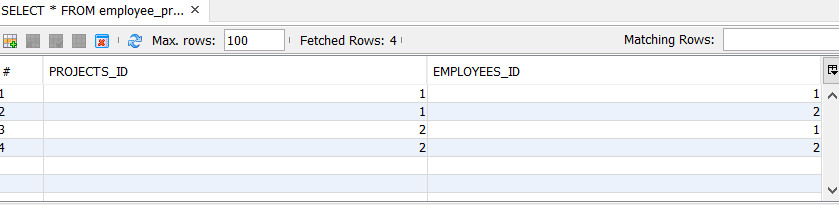 SELECT * FROM employee_pr... ×
Max. rows: 100 Fetched Rows: 4 Matching Rows:
# PROJECTS_ID EMPLOYEES_ID
1 1 1
2 1 2
3 2 1
4 2 2